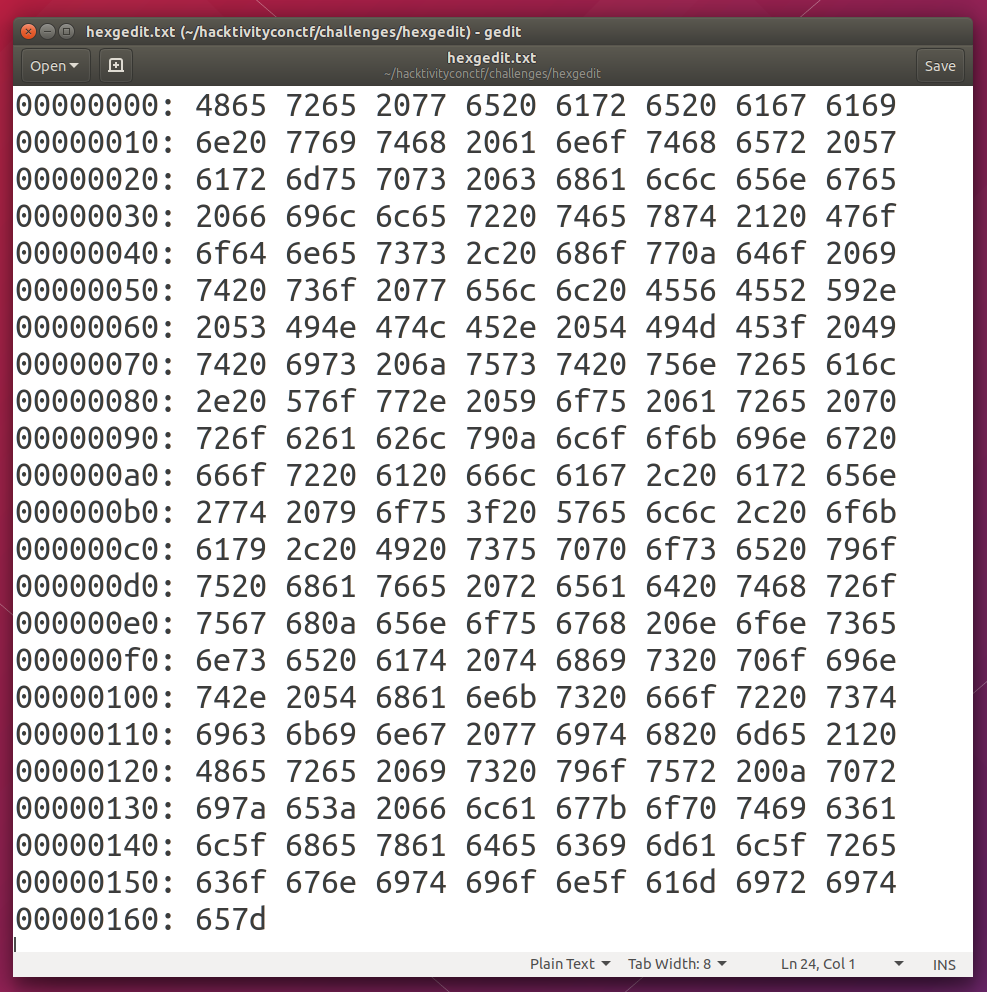 hexgedit.txt (~/hacktivityconctf/challenges/hexgedit) - gedit
Open
hexgedit.txt
~/hacktivityconctf/challenges/hexgedit
Save
00000000: 4865 7265 2077 6520 6172 6520 6167 6169
00000010: 6e20 7769 7468 2061 6e6f 7468 6572 2057
00000020: 6172 6d75 7073 2063 6861 6c6c 656e 6765
00000030: 2066 696c 6c65 7220 7465 7874 2120 476f
00000040: 6f64 6e65 7373 2c20 686f 770a 646f 2069
00000050: 7420 736f 2077 656c 6c20 4556 4552 592e
00000060: 2053 494e 474c 452e 2054 494d 453f 2049
00000070: 7420 6973 206a 7573 7420 756e 7265 616c
00000080: 2e20 576f 772e 2059 6f75 2061 7265 2070
00000090: 726f 6261 626c 790a 6c6f 6f6b 696e 6720
000000a0: 666f 7220 6120 666c 6167 2c20 6172 656e
000000b0: 2774 2079 6f75 3f20 5765 6c6c 2c20 6f6b
000000c0: 6179 2c20 4920 7375 7070 6f73 6520 796f
000000d0: 7520 6861 7665 2072 6561 6420 7468 726f
000000e0: 7567 680a 656e 6f75 6768 206e 6f6e 7365
000000f0: 6e73 6520 6174 2074 6869 7320 706f 696e
00000100: 742e 2054 6861 6e6b 7320 666f 7220 7374
00000110: 6963 6b69 6e67 2077 6974 6820 6d65 2120
00000120: 4865 7265 2069 7320 796f 7572 200a 7072
00000130: 697a 653a 2066 6c61 677b 6f70 7469 6361
00000140: 6c5f 6865 7861 6465 6369 6d61 6c5f 7265
00000150: 636f 676e 6974 696f 6e5f 616d 6972 6974
00000160: 657d
Plain Text Tab Width: 8 Ln 24, Col 1 INS